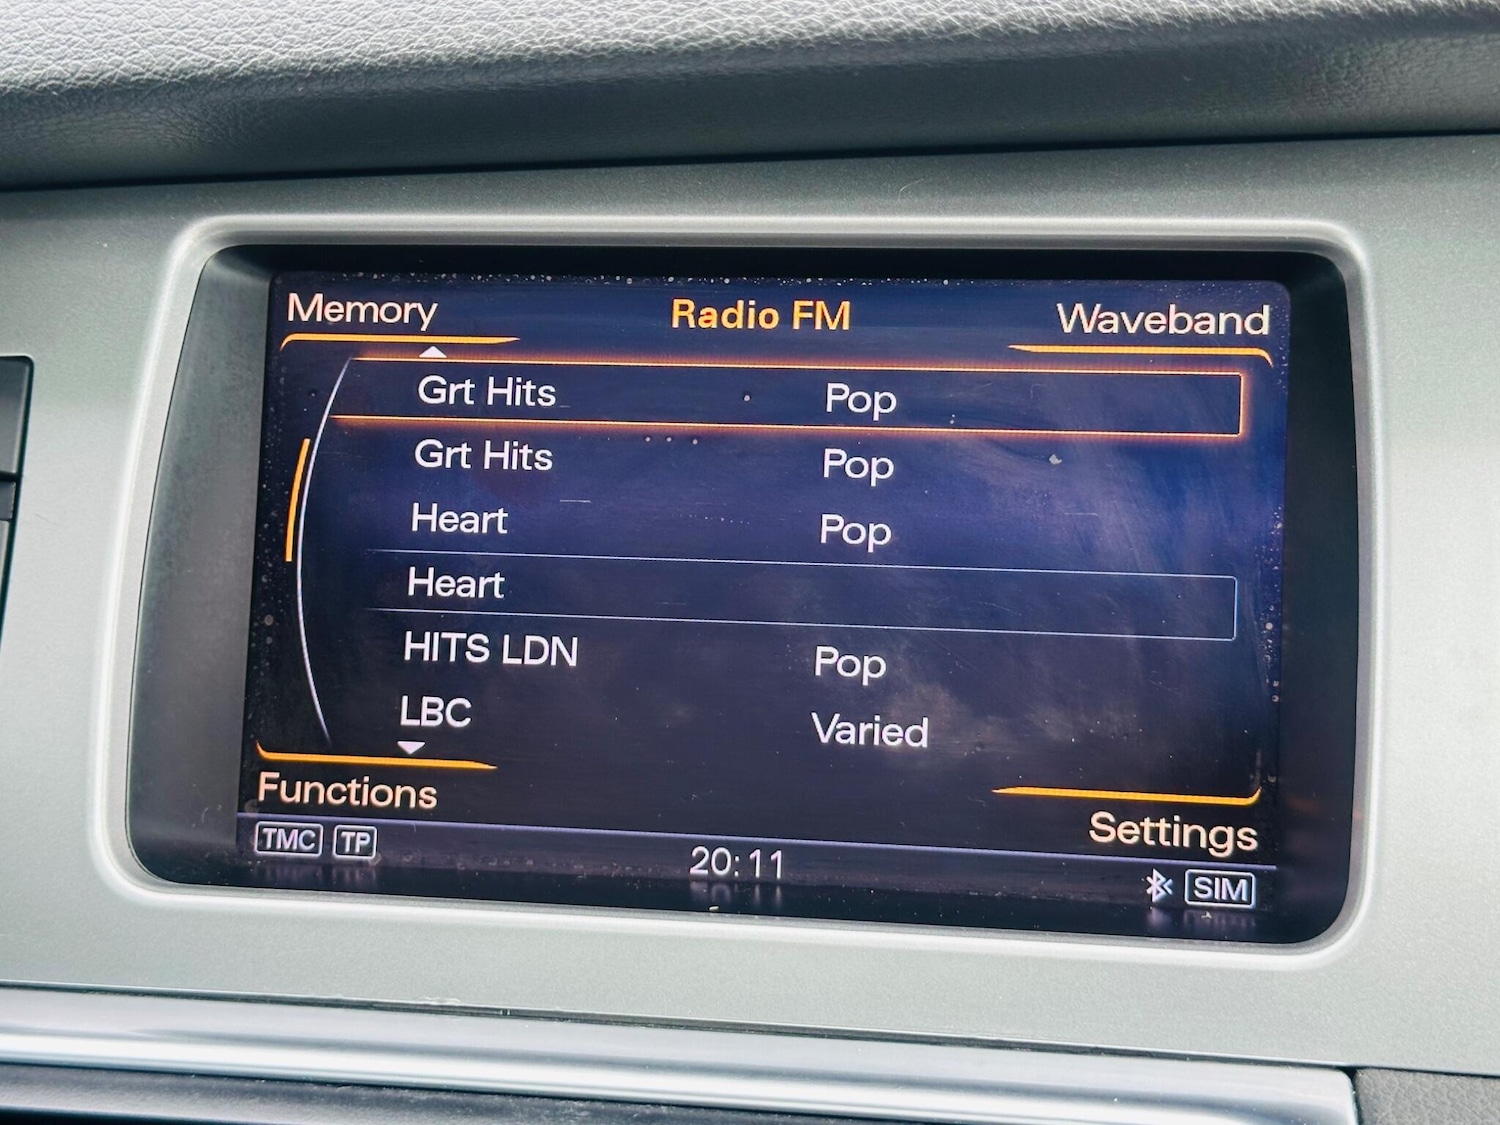 Memory Radio FM Waveband
Grt Hits Pop
Grt Hits Pop
Heart Pop
Heart
HITS LDN Pop
LBC Varied
Functions Settings
TMC TP 20:11 SIM